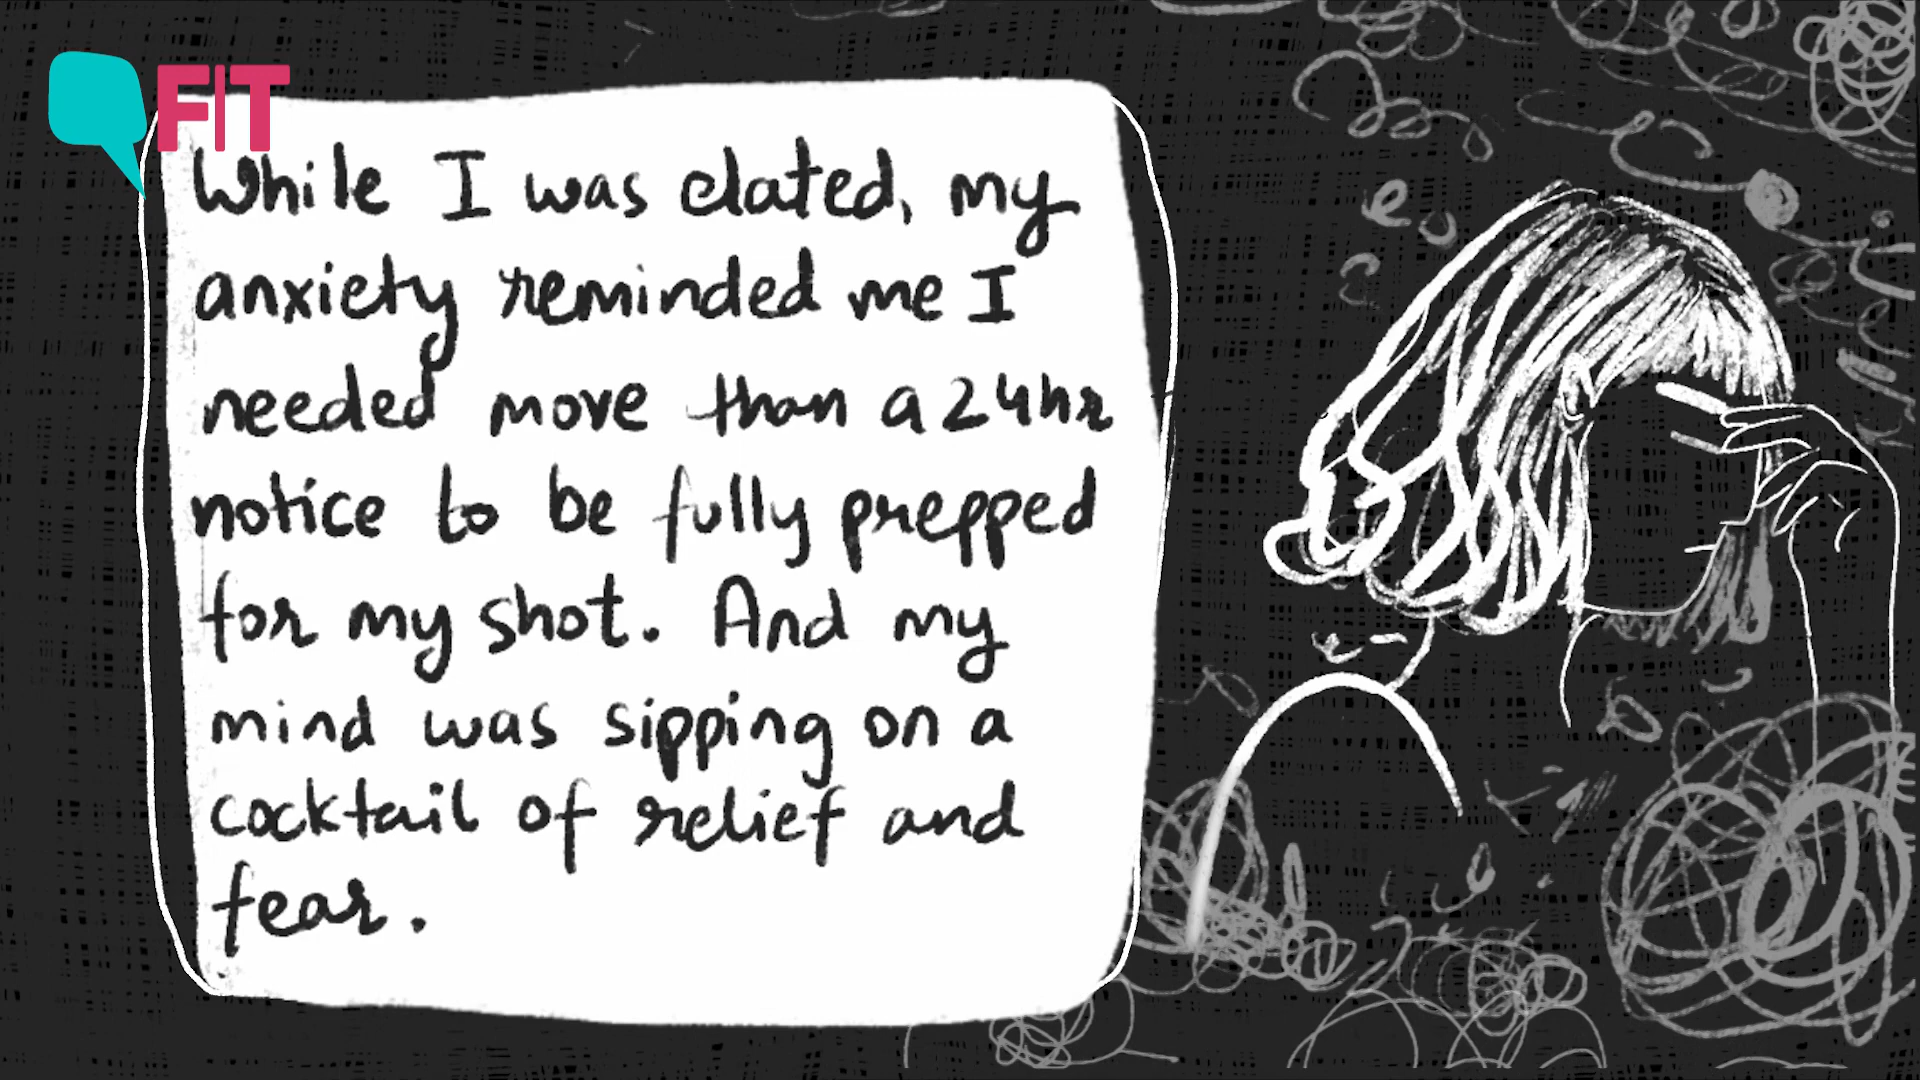 FIT
While I was elated, my
anxiety reminded me I
needed more than a 24hr
notice to be fully prepped
for my shot. And my
mind was sipping on a
cocktail of relief and
fear.